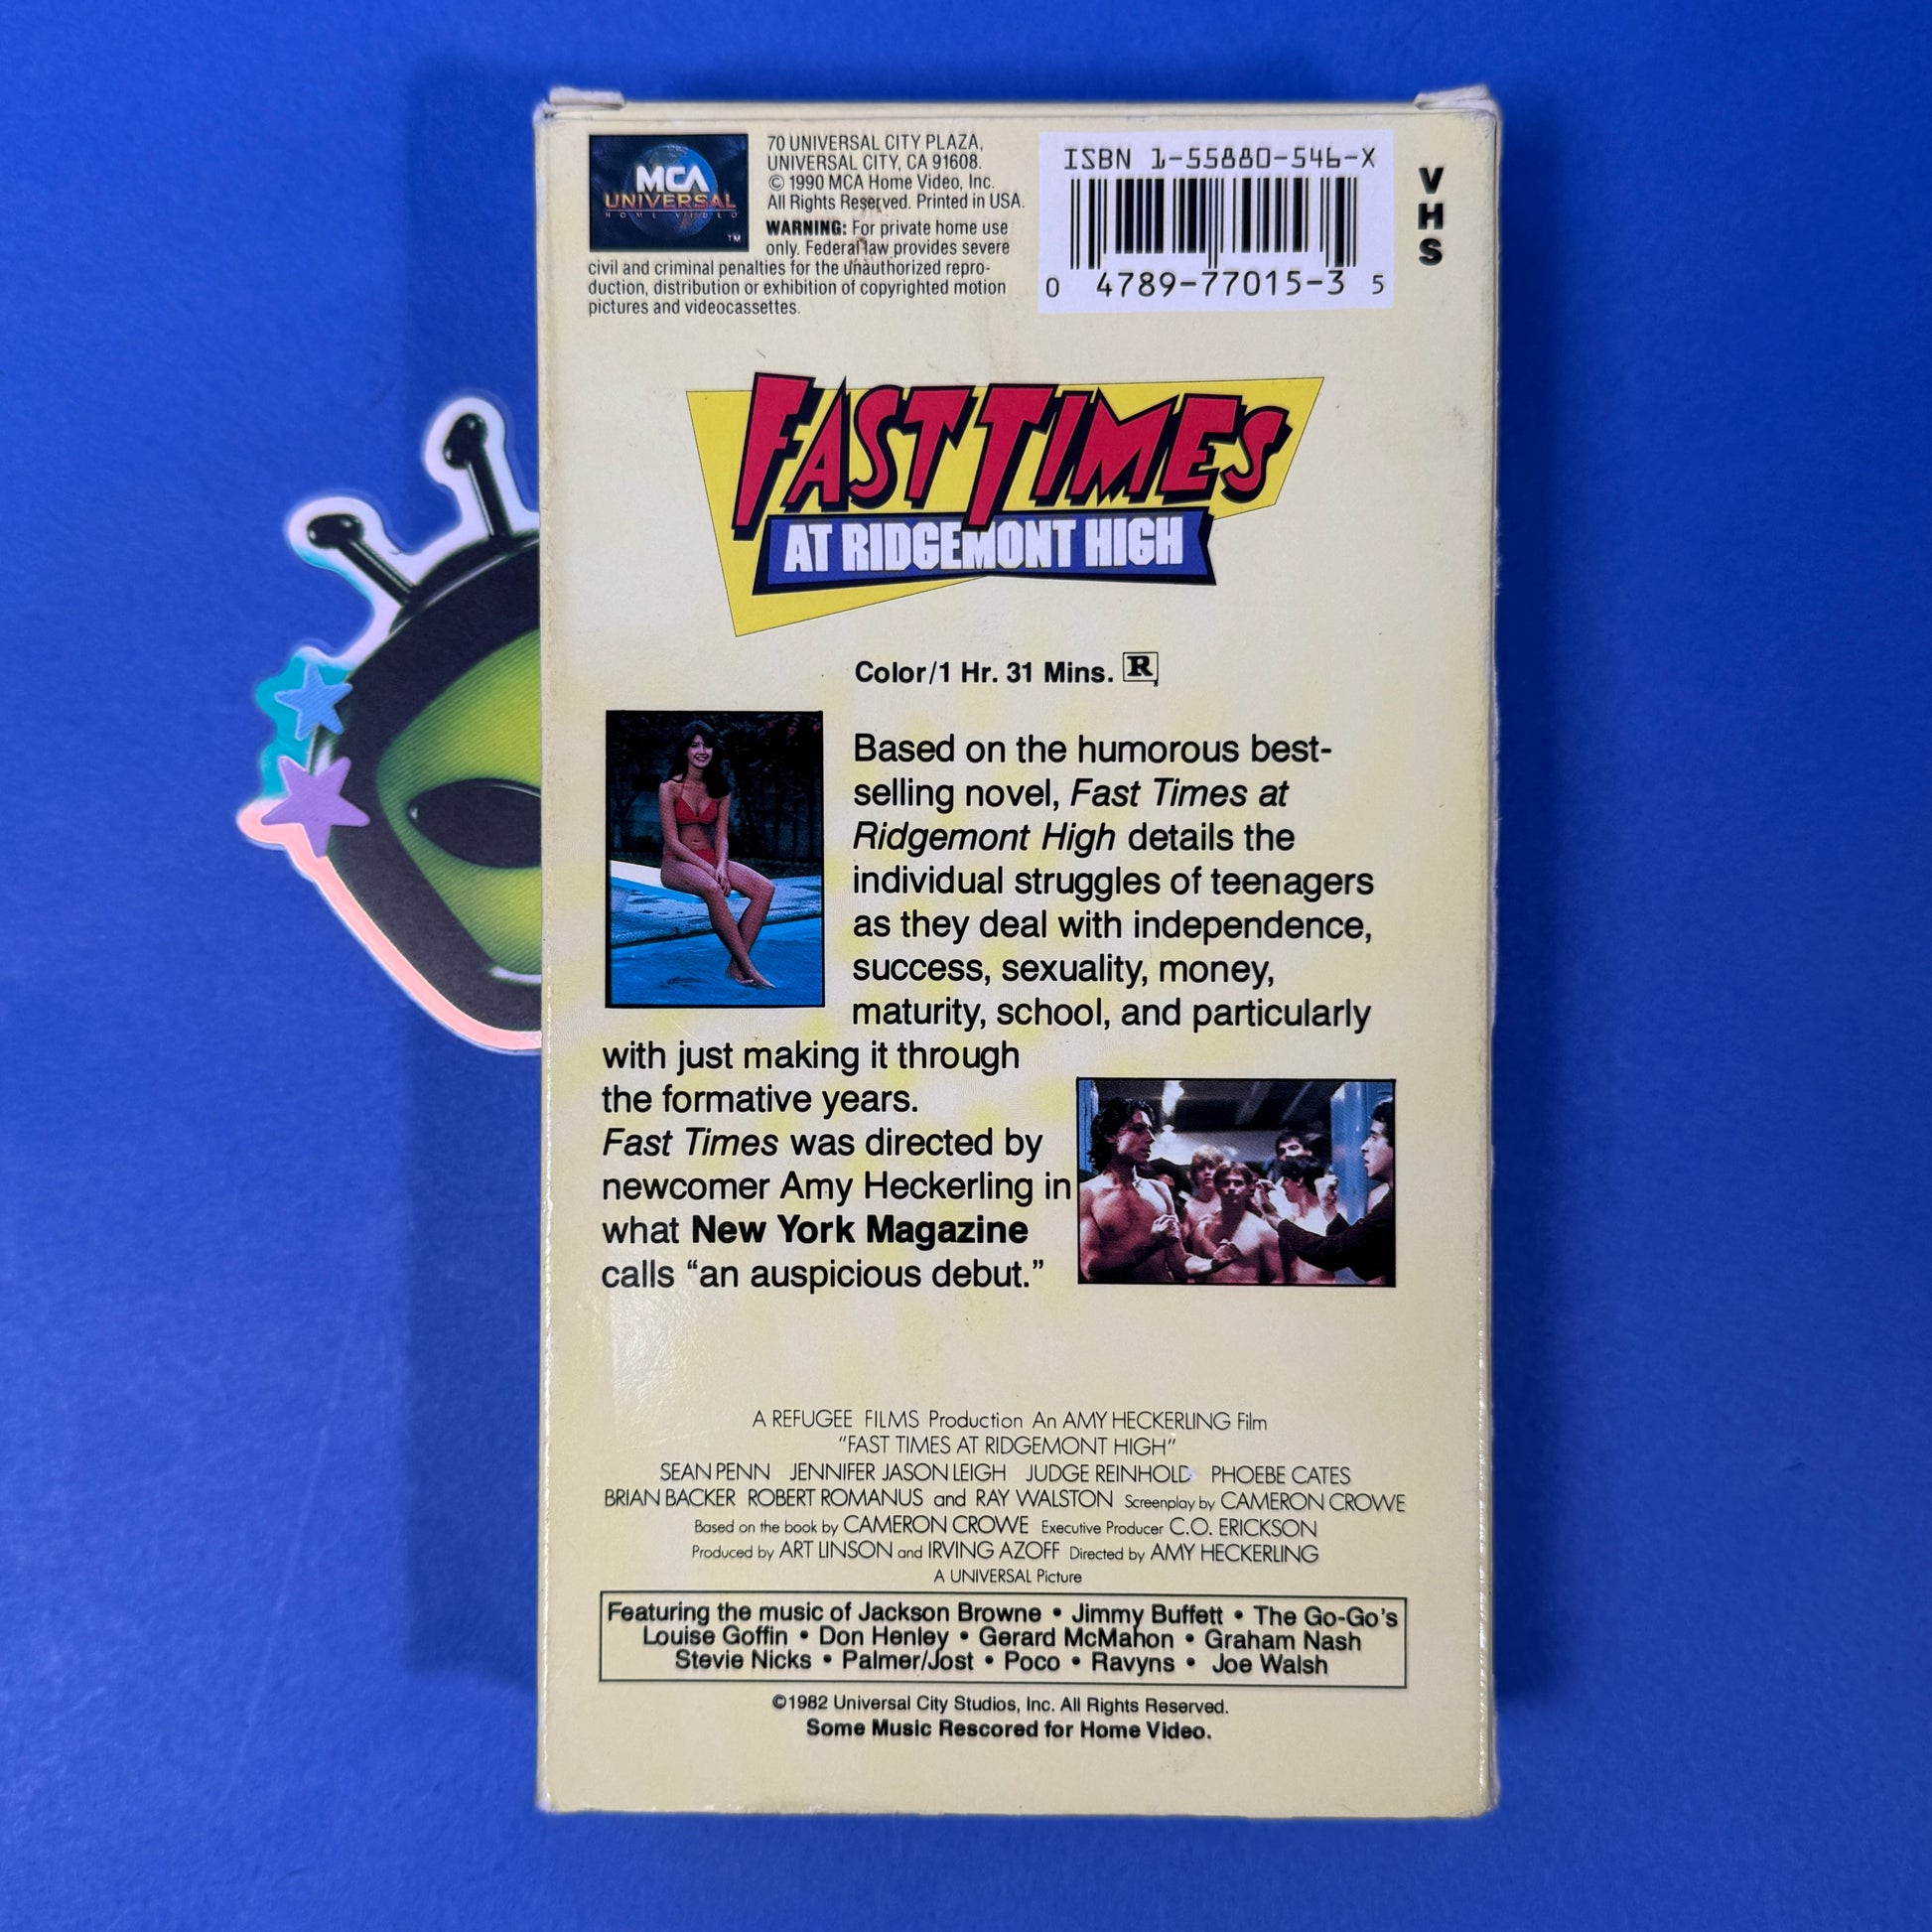 MCA
UNIVERSAL
HOME VIDEO
TM
70 UNIVERSAL CITY PLAZA,
UNIVERSAL CITY, CA 91608.
© 1990 MCA Home Video, Inc.
All Rights Reserved. Printed in USA.
WARNING: For private home use
only. Federal law provides severe
civil and criminal penalties for the unauthorized repro-
duction, distribution or exhibition of copyrighted motion
pictures and videocassettes.
ISBN 1-55880-546-X
0 4789-77015-3 5
VHS
FAST TIMES
AT RIDGEMONT HIGH
Color/1 Hr. 31 Mins. R
Based on the humorous best-
selling novel, Fast Times at
Ridgemont High details the
individual struggles of teenagers
as they deal with independence,
success, sexuality, money,
maturity, school, and particularly
with just making it through
the formative years.
Fast Times was directed by
newcomer Amy Heckerling in
what New York Magazine
calls “an auspicious debut.”
A REFUGEE FILMS Production An AMY HECKERLING Film
“FAST TIMES AT RIDGEMONT HIGH”
SEAN PENN JENNIFER JASON LEIGH JUDGE REINHOLD PHOEBE CATES
BRIAN BACKER ROBERT ROMANUS and RAY WALSTON Screenplay by CAMERON CROWE
Based on the book by CAMERON CROWE Executive Producer C.O. ERICKSON
Produced by ART LINSON and IRVING AZOFF Directed by AMY HECKERLING
A UNIVERSAL Picture
Featuring the music of Jackson Browne • Jimmy Buffett • The Go-Go's
Louise Goffin • Don Henley • Gerard McMahon • Graham Nash
Stevie Nicks • Palmer/Jost • Poco • Ravyns • Joe Walsh
©1982 Universal City Studios, Inc. All Rights Reserved.
Some Music Rescored for Home Video.